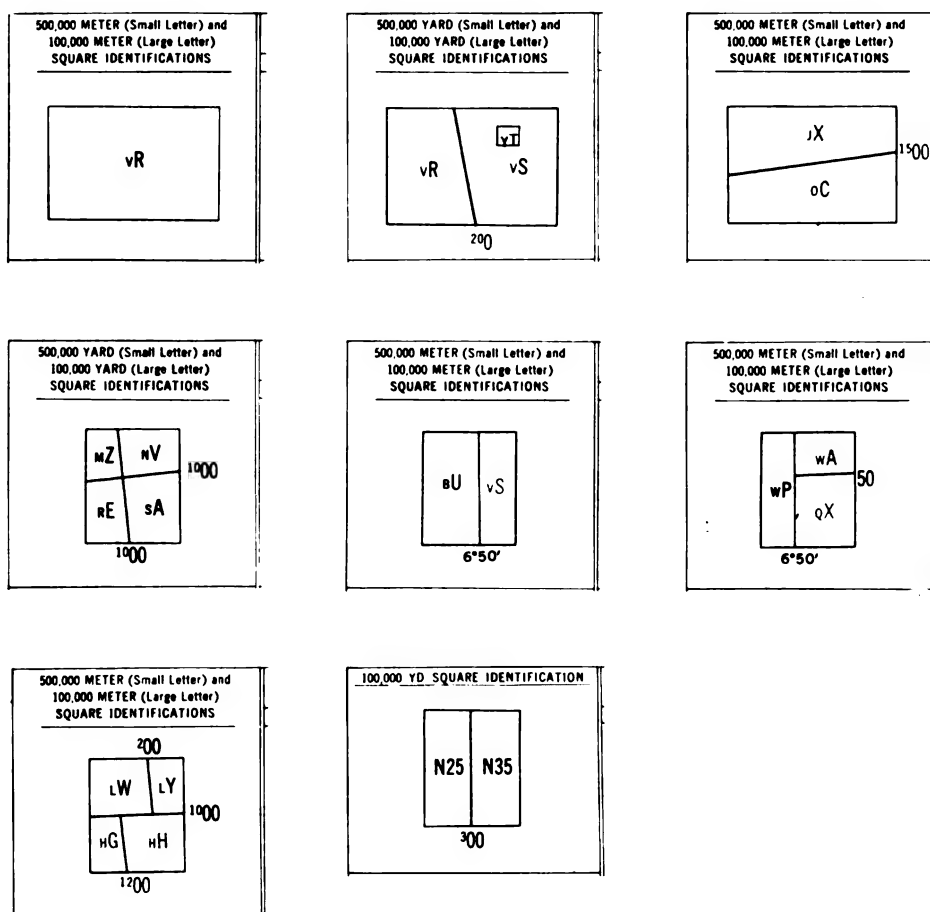 500,000 METER (Small Letter) and
100,000 METER (Large Letter)
SQUARE IDENTIFICATIONS
vR
500,000 YARD (Small Letter) and
100,000 YARD (Large Letter)
SQUARE IDENTIFICATIONS
YT
vR
vS
²⁰0
500,000 METER (Small Letter) and
100,000 METER (Large Letter)
SQUARE IDENTIFICATIONS
JX
¹⁵00
oC
500,000 YARD (Small Letter) and
100,000 YARD (Large Letter)
SQUARE IDENTIFICATIONS
MZ NV
¹⁰00
RE SA
¹⁰00
500,000 METER (Small Letter) and
100,000 METER (Large Letter)
SQUARE IDENTIFICATIONS
BU vS
6°50'
500,000 METER (Small Letter) and
100,000 METER (Large Letter)
SQUARE IDENTIFICATIONS
wA
wP 50
QX
6°50'
500,000 METER (Small Letter) and
100,000 METER (Large Letter)
SQUARE IDENTIFICATIONS
²00
LW LY
¹⁰00
HG HH
¹²00
100,000 YD SQUARE IDENTIFICATION
N25 N35
³00